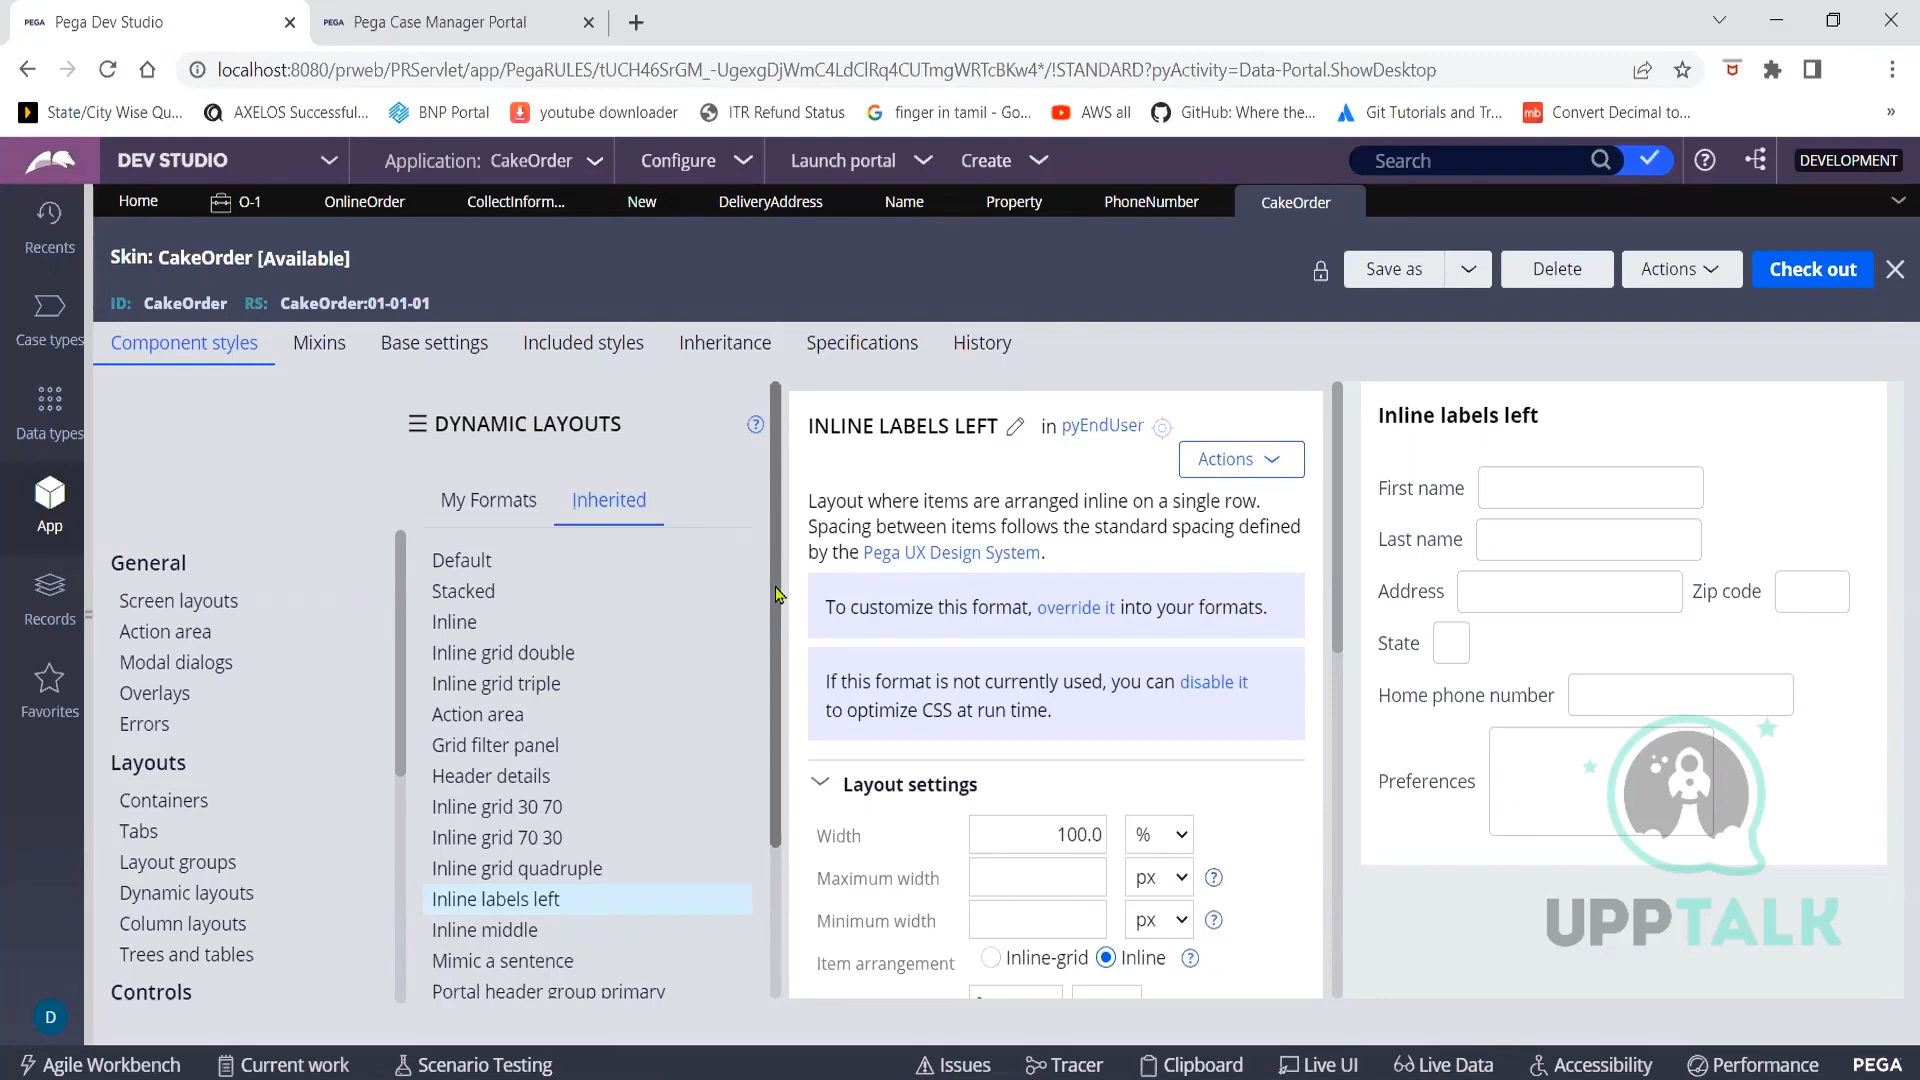 PEGA Pega Dev Studio
PEGA Pega Case Manager Portal
localhost:8080/prweb/PRServlet/app/PegaRULES/tUCH46SrGM_-UgexgDjWmC4LdClRq4CUTmgWRTcBKw4*/!STANDARD?pyActivity=Data-Portal.ShowDesktop
State/City Wise Qu... AXELOS Successful... BNP Portal youtube downloader ITR Refund Status finger in tamil - Go... AWS all GitHub: Where the... Git Tutorials and Tr... mb Convert Decimal to... »
DEV STUDIO Application: CakeOrder Configure Launch portal Create Search DEVELOPMENT
Home O-1 OnlineOrder CollectInform... New DeliveryAddress Name Property PhoneNumber CakeOrder
Skin: CakeOrder [Available]
ID: CakeOrder RS: CakeOrder:01-01-01
Save as Delete Actions Check out
Component styles Mixins Base settings Included styles Inheritance Specifications History
Recents
Case types
Data types
App
Records
Favorites
D
General
Screen layouts
Action area
Modal dialogs
Overlays
Errors
Layouts
Containers
Tabs
Layout groups
Dynamic layouts
Column layouts
Trees and tables
Controls
DYNAMIC LAYOUTS ?
My Formats Inherited
Default
Stacked
Inline
Inline grid double
Inline grid triple
Action area
Grid filter panel
Header details
Inline grid 30 70
Inline grid 70 30
Inline grid quadruple
Inline labels left
Inline middle
Mimic a sentence
Portal header group primary
INLINE LABELS LEFT in pyEndUser
Actions
Layout where items are arranged inline on a single row.
Spacing between items follows the standard spacing defined
by the Pega UX Design System.
To customize this format, override it into your formats.
If this format is not currently used, you can disable it
to optimize CSS at run time.
Layout settings
Width 100.0 %
Maximum width px ?
Minimum width px ?
Item arrangement Inline-grid Inline ?
Inline labels left
First name
Last name
Address Zip code
State
Home phone number
Preferences
UPPTALK
Agile Workbench Current work Scenario Testing Issues Tracer Clipboard Live UI Live Data Accessibility Performance PEGA